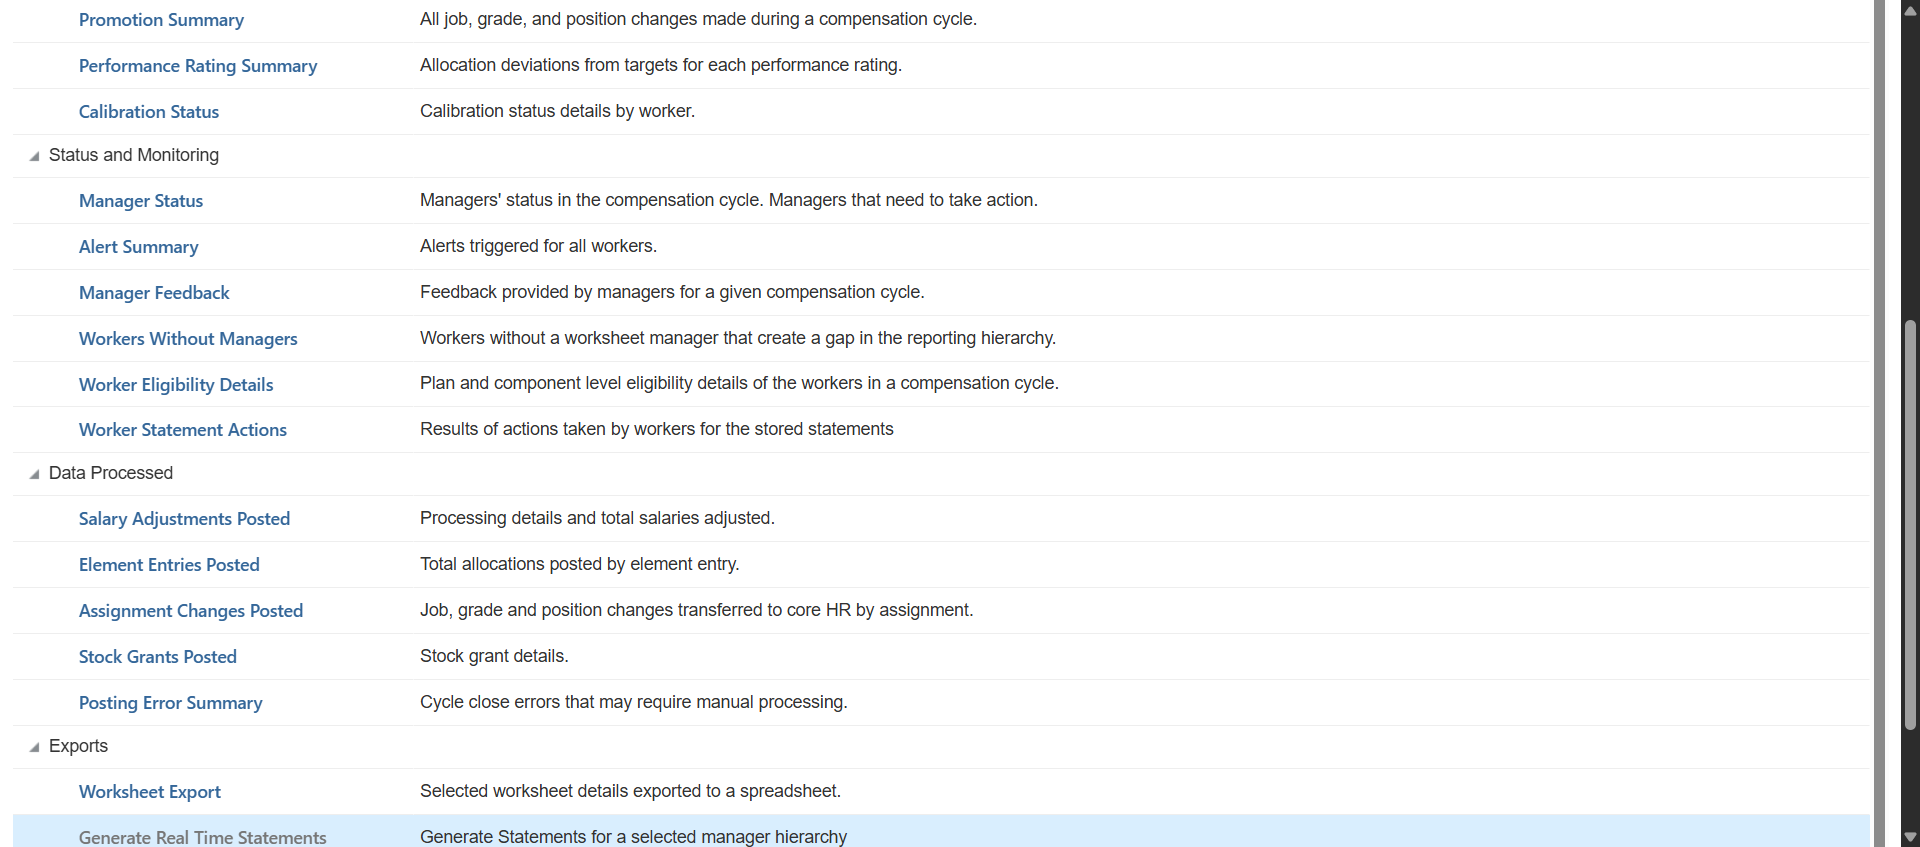 Promotion Summary All job, grade, and position changes made during a compensation cycle.
Performance Rating Summary Allocation deviations from targets for each performance rating.
Calibration Status Calibration status details by worker.
Status and Monitoring
Manager Status Managers' status in the compensation cycle. Managers that need to take action.
Alert Summary Alerts triggered for all workers.
Manager Feedback Feedback provided by managers for a given compensation cycle.
Workers Without Managers Workers without a worksheet manager that create a gap in the reporting hierarchy.
Worker Eligibility Details Plan and component level eligibility details of the workers in a compensation cycle.
Worker Statement Actions Results of actions taken by workers for the stored statements
Data Processed
Salary Adjustments Posted Processing details and total salaries adjusted.
Element Entries Posted Total allocations posted by element entry.
Assignment Changes Posted Job, grade and position changes transferred to core HR by assignment.
Stock Grants Posted Stock grant details.
Posting Error Summary Cycle close errors that may require manual processing.
Exports
Worksheet Export Selected worksheet details exported to a spreadsheet.
Generate Real Time Statements Generate Statements for a selected manager hierarchy